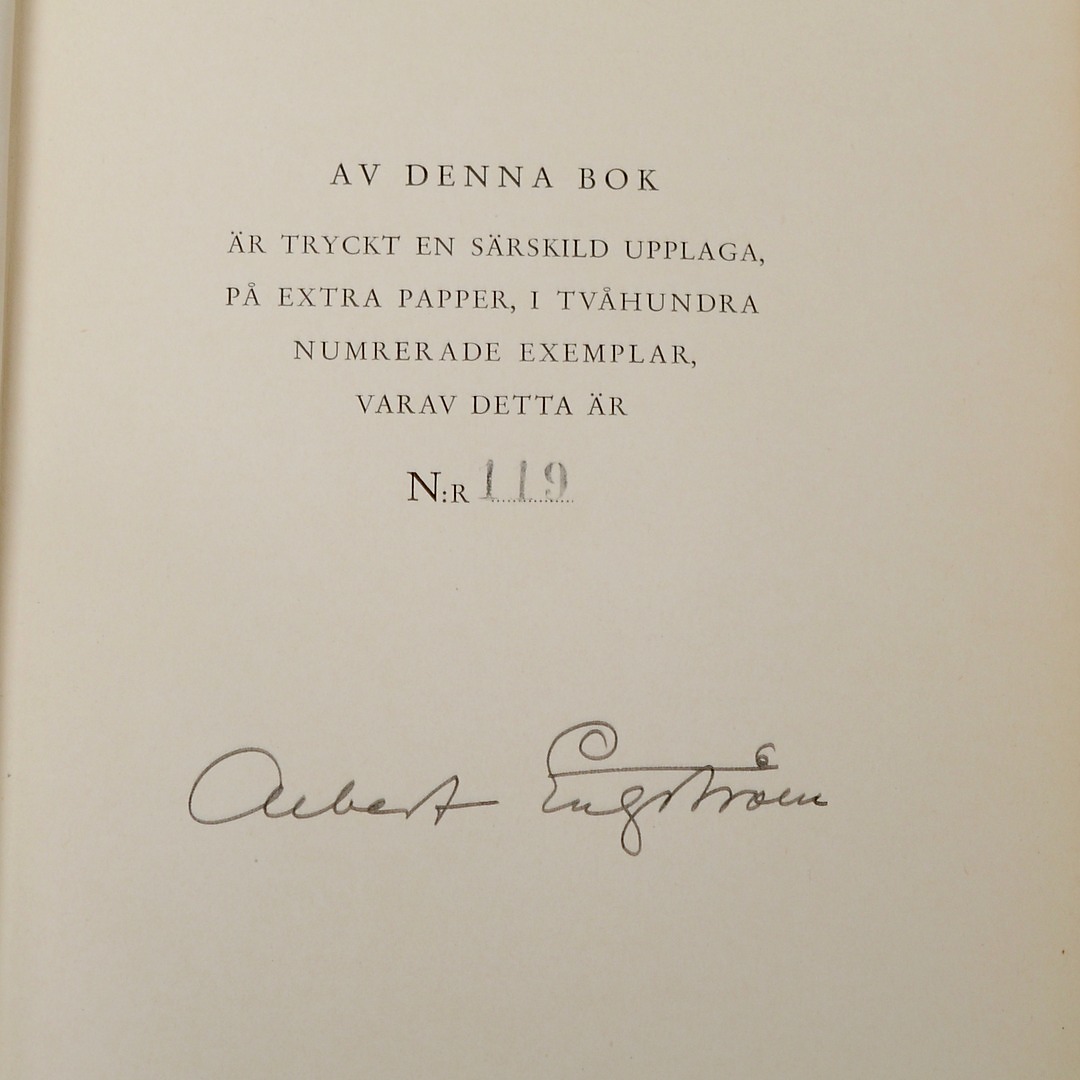 AV DENNA BOK
ÄR TRYCKT EN SÄRSKILD UPPLAGA,
PÅ EXTRA PAPPER, I TVÅHUNDRA
NUMRERADE EXEMPLAR,
VARAV DETTA ÄR
N:R 119
Albert Engström